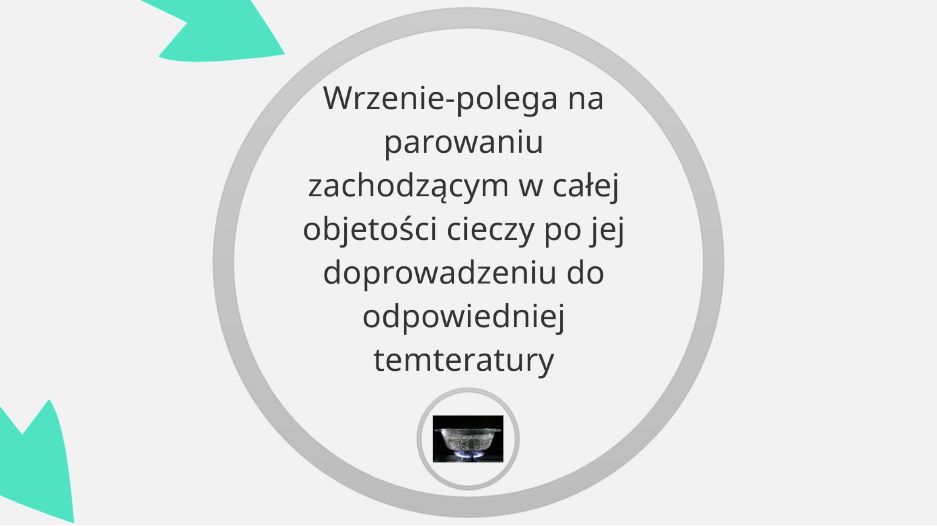 Wrzenie-polega na
parowaniu
zachodzącym w całej
objetości cieczy po jej
doprowadzeniu do
odpowiedniej
temteratury